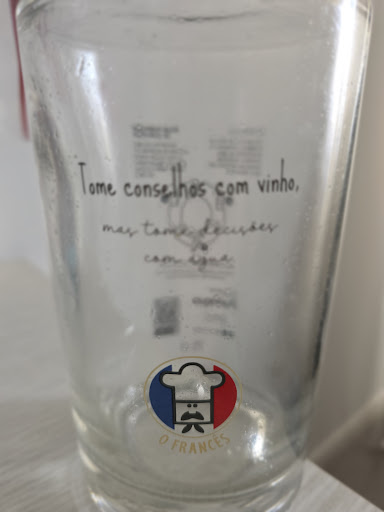 Tome conselhos com vinho,
mas tome decisões
com água.
O FRANCÊS